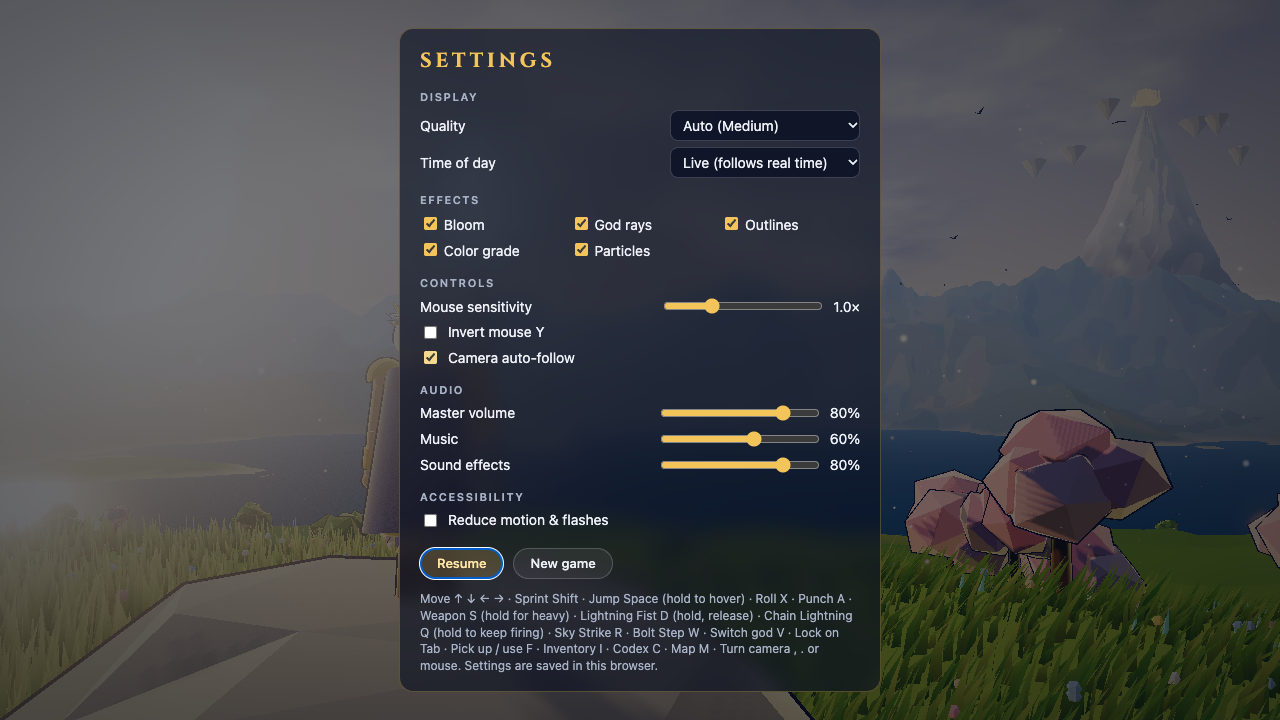 SETTINGS
DISPLAY
Quality
Auto (Medium)
Time of day
Live (follows real time)
EFFECTS
Bloom
God rays
Outlines
Color grade
Particles
CONTROLS
Mouse sensitivity
1.0×
Invert mouse Y
Camera auto-follow
AUDIO
Master volume
80%
Music
60%
Sound effects
80%
ACCESSIBILITY
Reduce motion & flashes
Resume
New game
Move ↑ ↓ ← → · Sprint Shift · Jump Space (hold to hover) · Roll X · Punch A ·
Weapon S (hold for heavy) · Lightning Fist D (hold, release) · Chain Lightning
Q (hold to keep firing) · Sky Strike R · Bolt Step W · Switch god V · Lock on
Tab · Pick up / use F · Inventory I · Codex C · Map M · Turn camera , . or
mouse. Settings are saved in this browser.